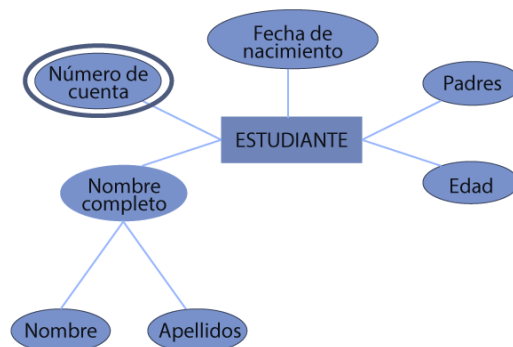 Fecha de
nacimiento
Número de
cuenta
Padres
ESTUDIANTE
Nombre
completo
Edad
Nombre
Apellidos